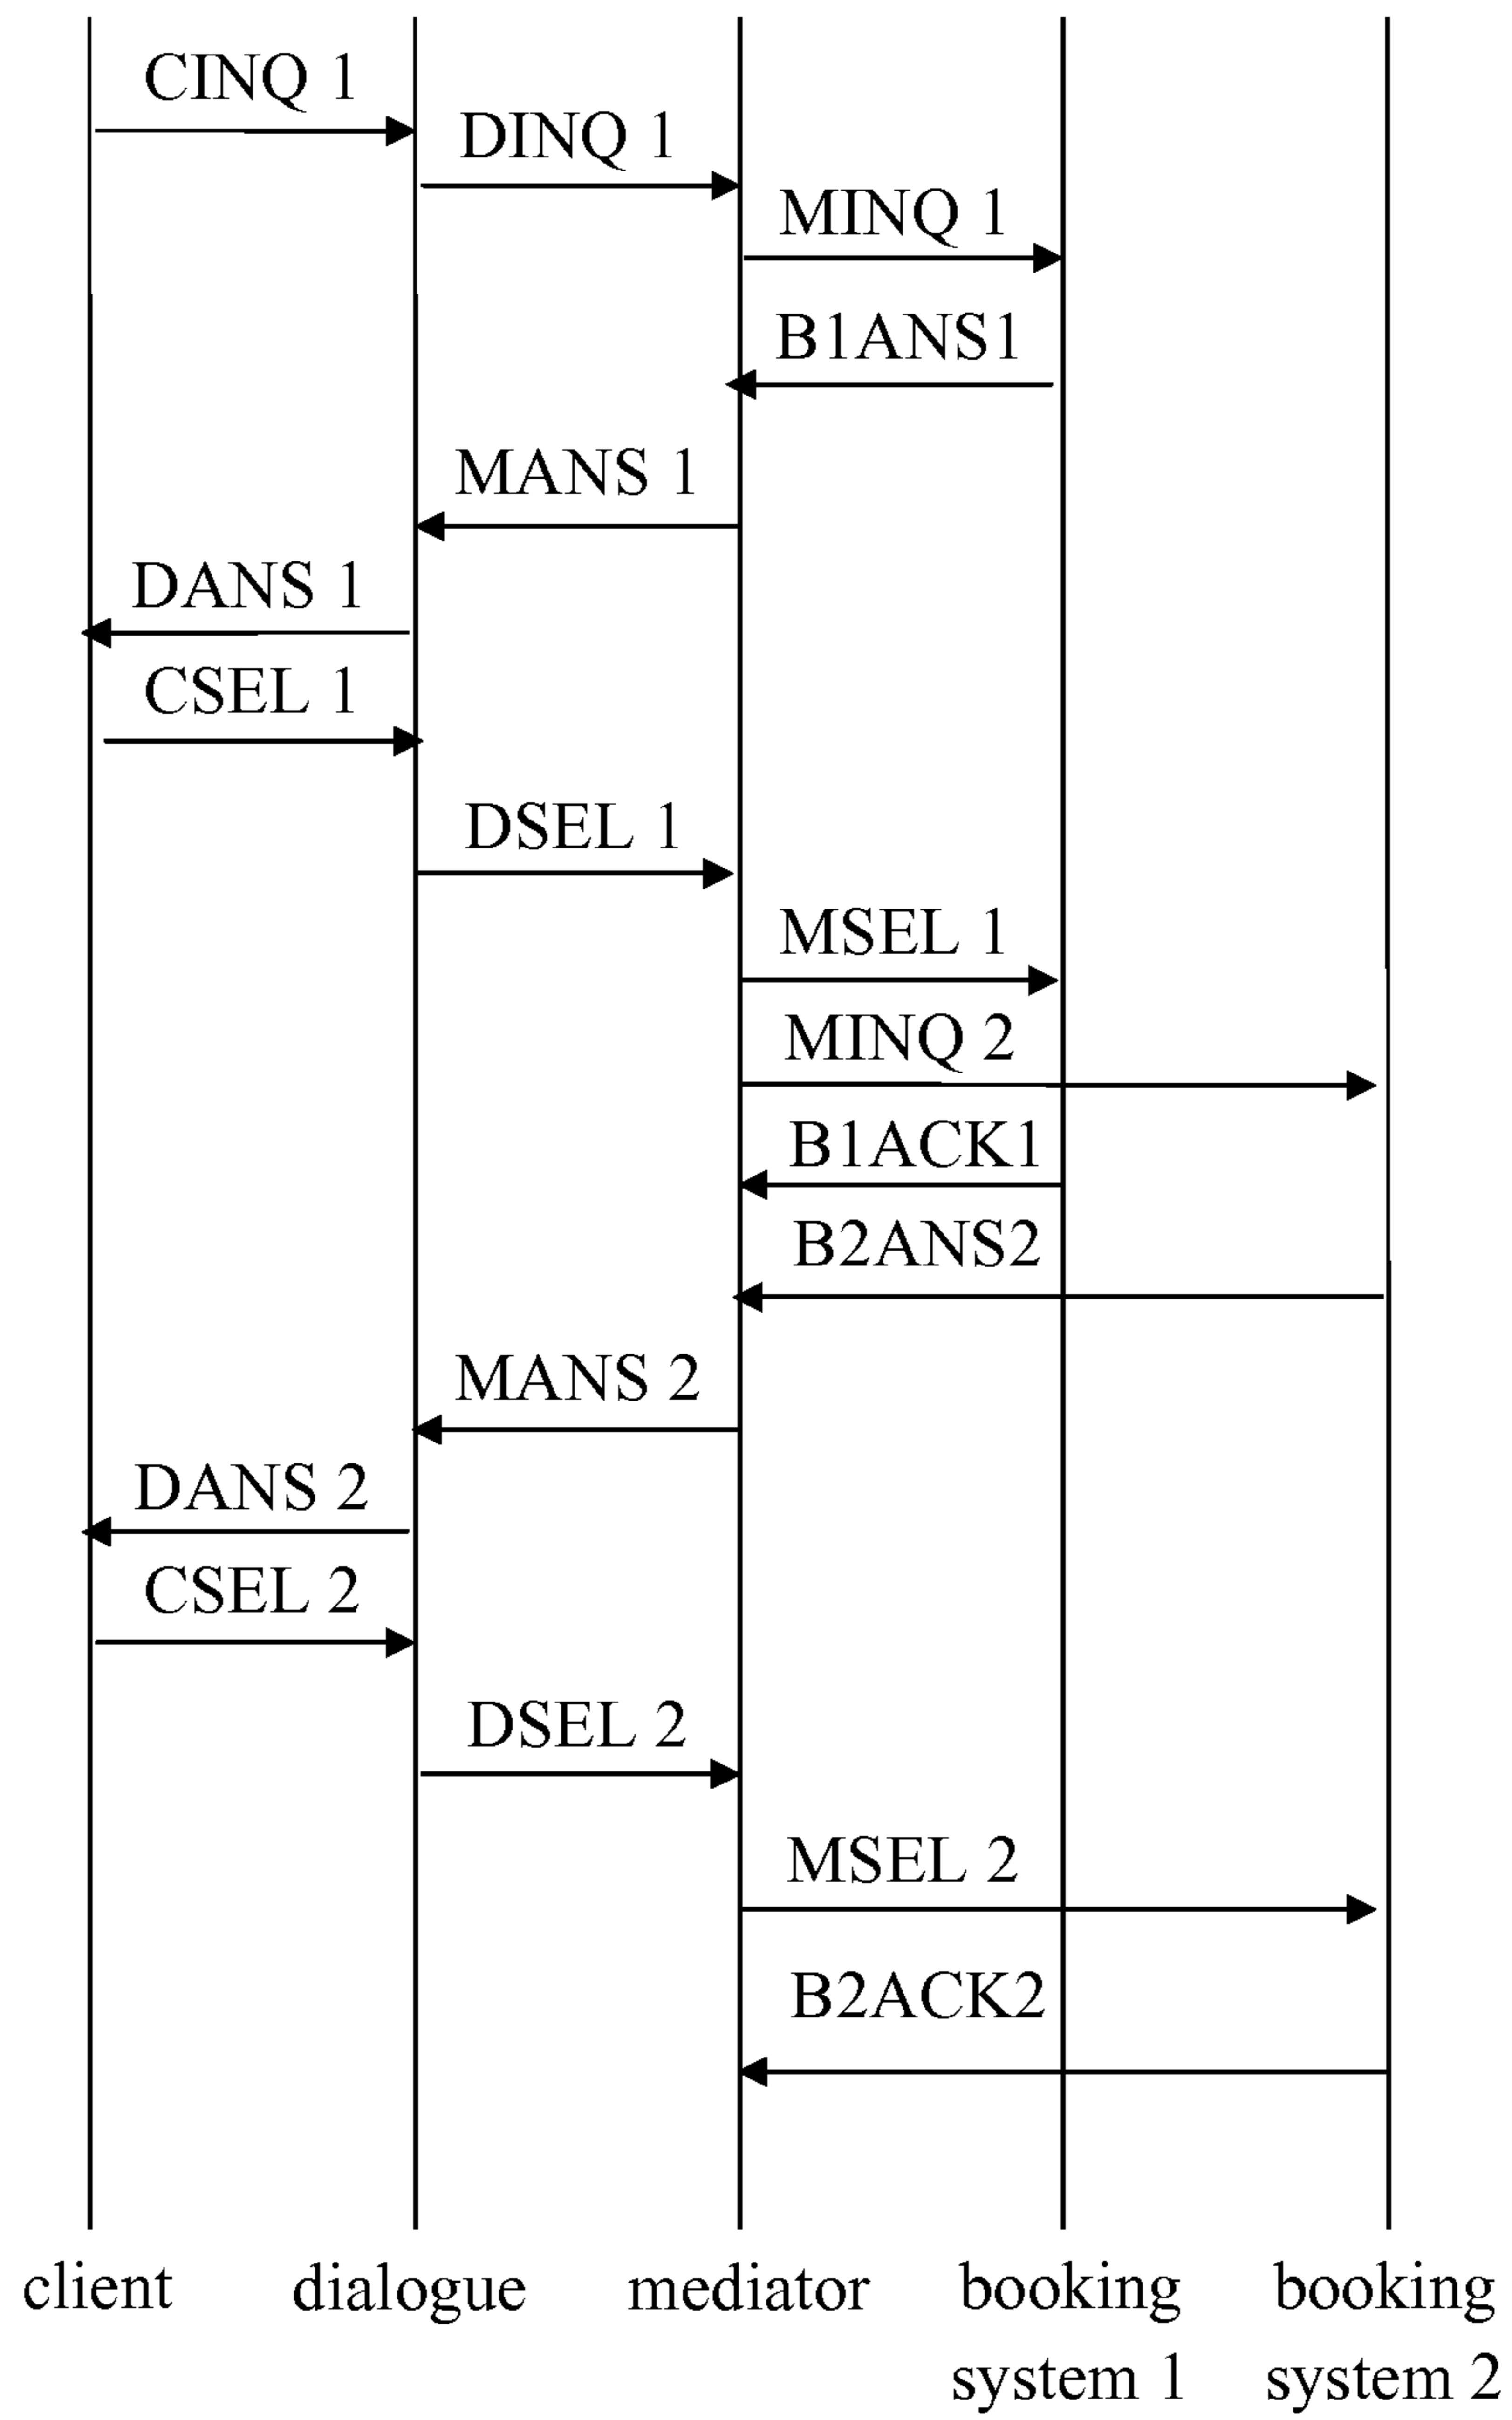 CINQ 1
DINQ 1
MINQ 1
B1ANS1
MANS 1
DANS 1
CSEL 1
DSEL 1
MSEL 1
MINQ 2
B1ACK1
B2ANS2
MANS 2
DANS 2
CSEL 2
DSEL 2
MSEL 2
B2ACK2
client
dialogue
mediator
booking
system 1
booking
system 2